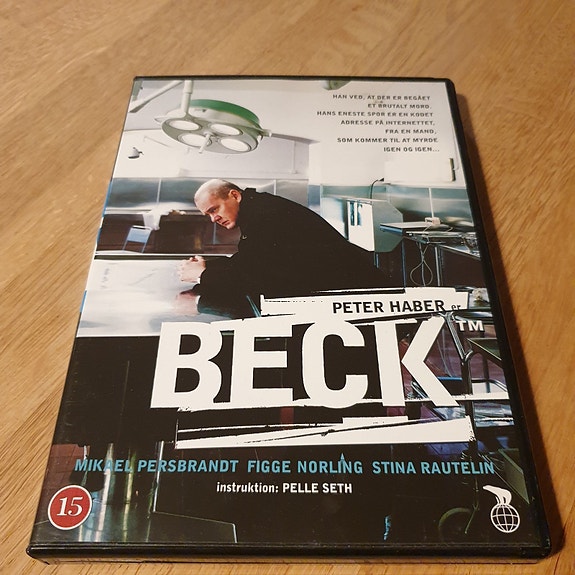 HAN VED, AT DER ER BEGÅET
ET BRUTALT MORD.
HANS ENESTE SPOR ER EN KODET
ADRESSE PÅ INTERNETTET,
FRA EN MAND,
SOM KOMMER TIL AT MYRDE
IGEN OG IGEN...
PETER HABER er
BECK™
MIKAEL PERSBRANDT FIGGE NORLING STINA RAUTELIN
instruktion: PELLE SETH
15